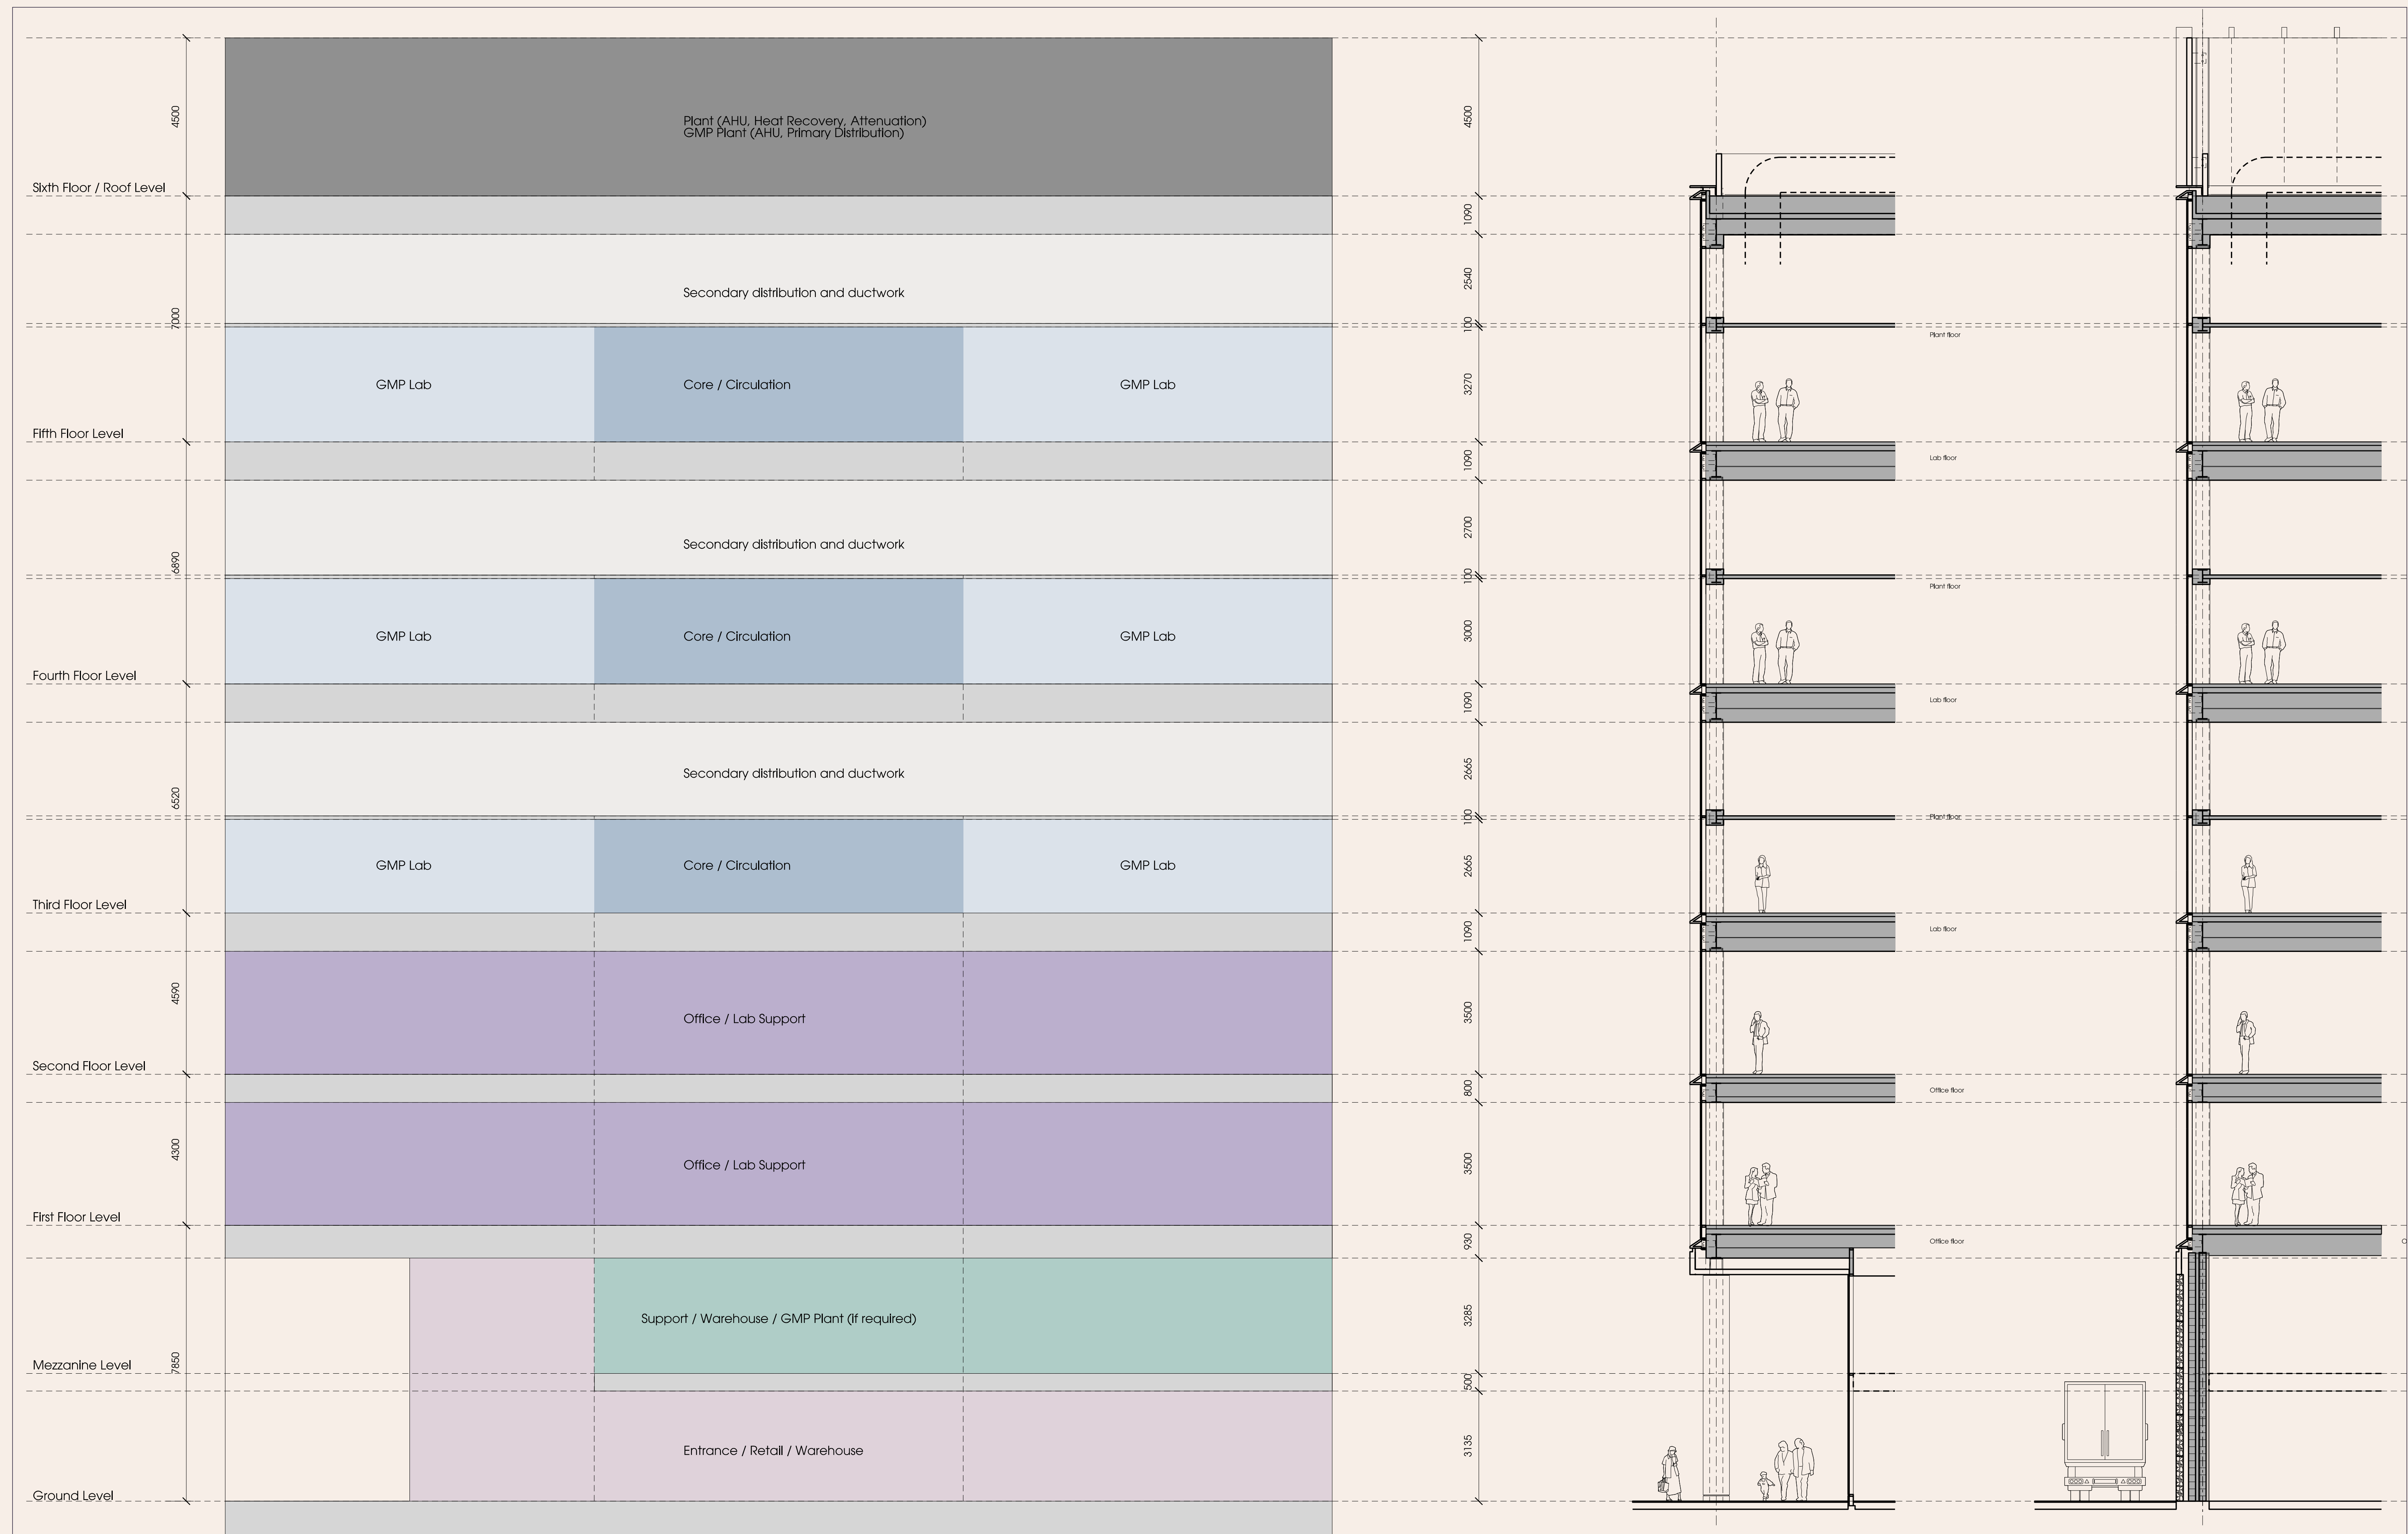 4500
Plant (AHU, Heat Recovery, Attenuation)
GMP Plant (AHU, Primary Distribution)
4500
Sixth Floor / Roof Level
1090
Secondary distribution and ductwork
2540
7000
100
Plant floor
GMP Lab
Core / Circulation
GMP Lab
3270
Fifth Floor Level
1090
Lab floor
Secondary distribution and ductwork
2700
6890
100
Plant floor
GMP Lab
Core / Circulation
GMP Lab
3000
Fourth Floor Level
1090
Lab floor
Secondary distribution and ductwork
2665
6520
100
Plant floor
GMP Lab
Core / Circulation
GMP Lab
2665
Third Floor Level
1090
Lab floor
4590
Office / Lab Support
3500
Second Floor Level
800
Office floor
4300
Office / Lab Support
3500
First Floor Level
930
Office floor
Support / Warehouse / GMP Plant (if required)
3285
Mezzanine Level
7850
500
Entrance / Retail / Warehouse
3135
Ground Level